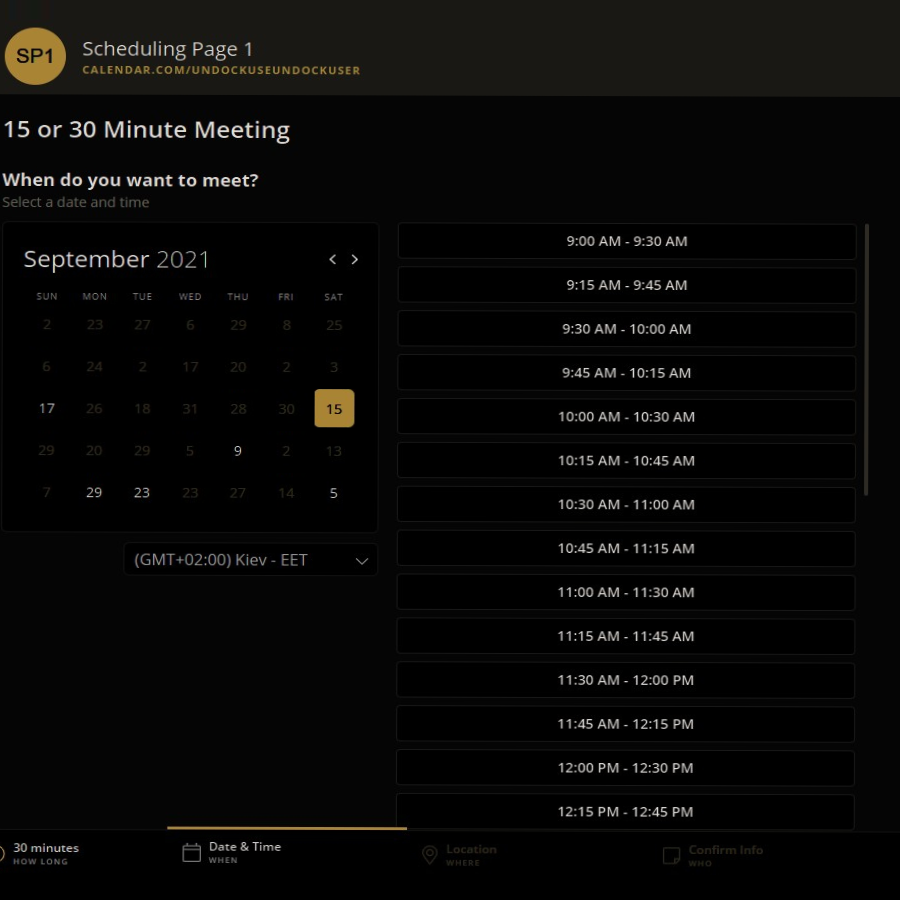 SP1
Scheduling Page 1
CALENDAR.COM/UNDOCKUSEUNDOCKUSER
15 or 30 Minute Meeting
When do you want to meet?
Select a date and time
September 2021
SUN MON TUE WED THU FRI SAT
2 23 27 6 29 8 25
6 24 2 17 20 2 3
17 26 18 31 28 30 15
29 20 29 5 9 2 13
7 29 23 23 27 14 5
(GMT+02:00) Kiev - EET
9:00 AM - 9:30 AM
9:15 AM - 9:45 AM
9:30 AM - 10:00 AM
9:45 AM - 10:15 AM
10:00 AM - 10:30 AM
10:15 AM - 10:45 AM
10:30 AM - 11:00 AM
10:45 AM - 11:15 AM
11:00 AM - 11:30 AM
11:15 AM - 11:45 AM
11:30 AM - 12:00 PM
11:45 AM - 12:15 PM
12:00 PM - 12:30 PM
12:15 PM - 12:45 PM
30 minutes
HOW LONG
Date & Time
WHEN
Location
WHERE
Confirm Info
WHO